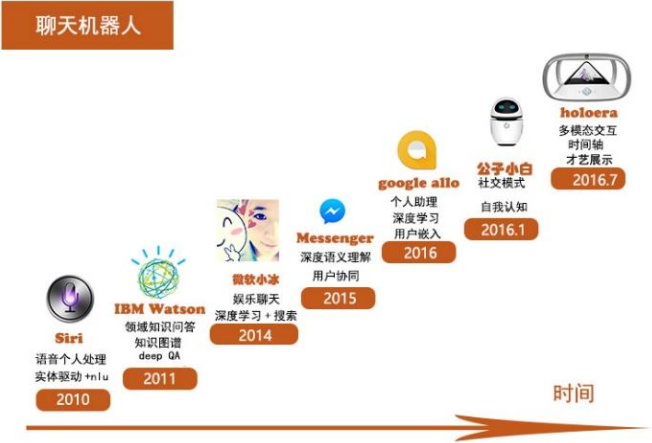 聊天机器人
Siri
语音个人处理
实体驱动+nlu
2010
IBM Watson
领域知识问答
知识图谱
deep QA
2011
微软小冰
娱乐聊天
深度学习+搜索
2014
Messenger
深度语义理解
用户协同
2015
google allo
个人助理
深度学习
用户嵌入
2016
公子小白
社交模式
自我认知
2016.1
holoera
多模态交互
时间轴
才艺展示
2016.7
时间